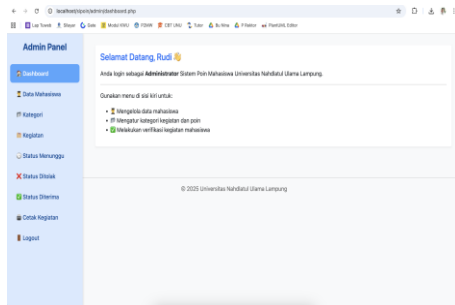 localhost/sipoin/admin/dashboard.php
Admin Panel
Dashboard
Data Mahasiswa
Kategori
Kegiatan
Status Menunggu
Status Ditolak
Status Diterima
Cetak Kegiatan
Logout
Selamat Datang, Rudi 👋
Anda login sebagai Administrator Sistem Poin Mahasiswa Universitas Nahdlatul Ulama Lampung.
Gunakan menu di sisi kiri untuk:
Mengelola data mahasiswa
Mengatur kategori kegiatan dan poin
✅ Melakukan verifikasi kegiatan mahasiswa
© 2025 Universitas Nahdlatul Ulama Lampung